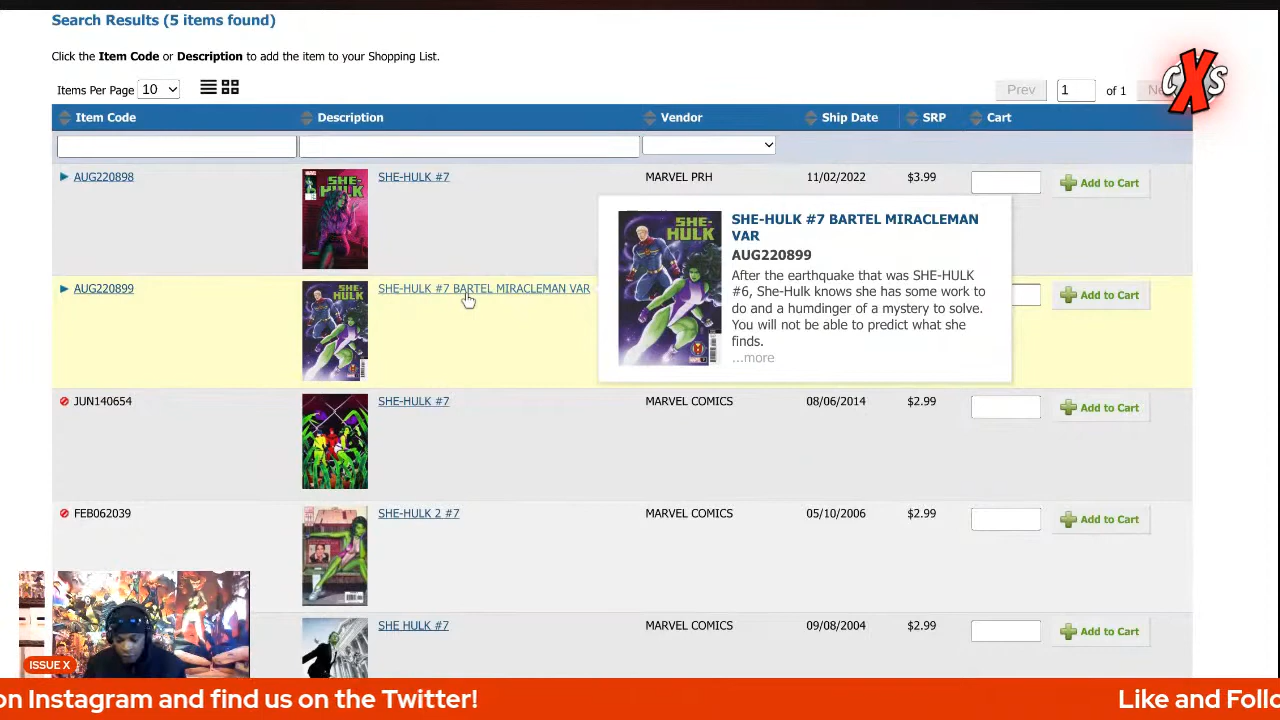 Search Results (5 items found)
Click the Item Code or Description to add the item to your Shopping List.
Items Per Page 10
Prev 1 of 1
CXS
Item Code Description Vendor Ship Date SRP Cart
AUG220898 SHE-HULK #7 MARVEL PRH 11/02/2022 $3.99 Add to Cart
SHE-HULK
AUG220899 SHE-HULK #7 BARTEL MIRACLEMAN VAR Add to Cart
SHE-HULK
SHE-HULK
SHE-HULK #7 BARTEL MIRACLEMAN
VAR
AUG220899
After the earthquake that was SHE-HULK
#6, She-Hulk knows she has some work to
do and a humdinger of a mystery to solve.
You will not be able to predict what she
finds.
...more
JUN140654 SHE-HULK #7 MARVEL COMICS 08/06/2014 $2.99 Add to Cart
FEB062039 SHE-HULK 2 #7 MARVEL COMICS 05/10/2006 $2.99 Add to Cart
SHE HULK #7 MARVEL COMICS 09/08/2004 $2.99 Add to Cart
ISSUE X
on Instagram and find us on the Twitter! Like and Follo